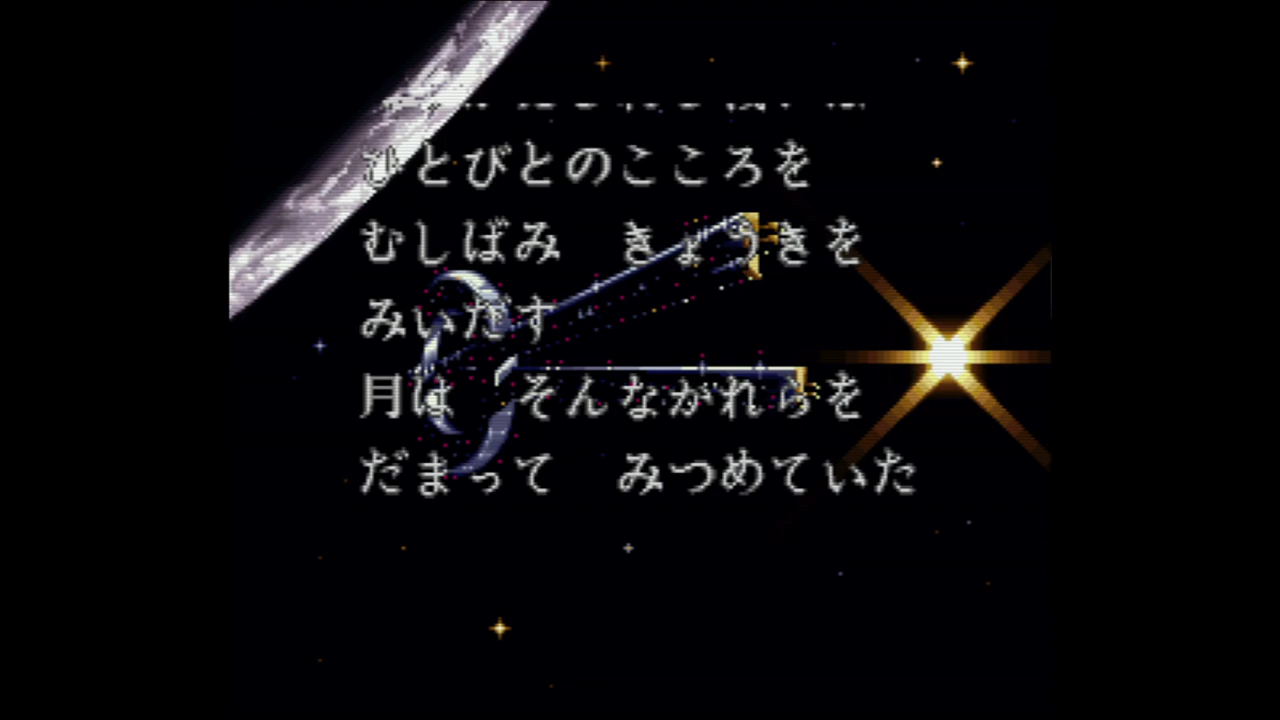 ひとびとのこころを
むしばみ　きょうきを
みいだす
月は　そんながれらを
だまって　みつめていた